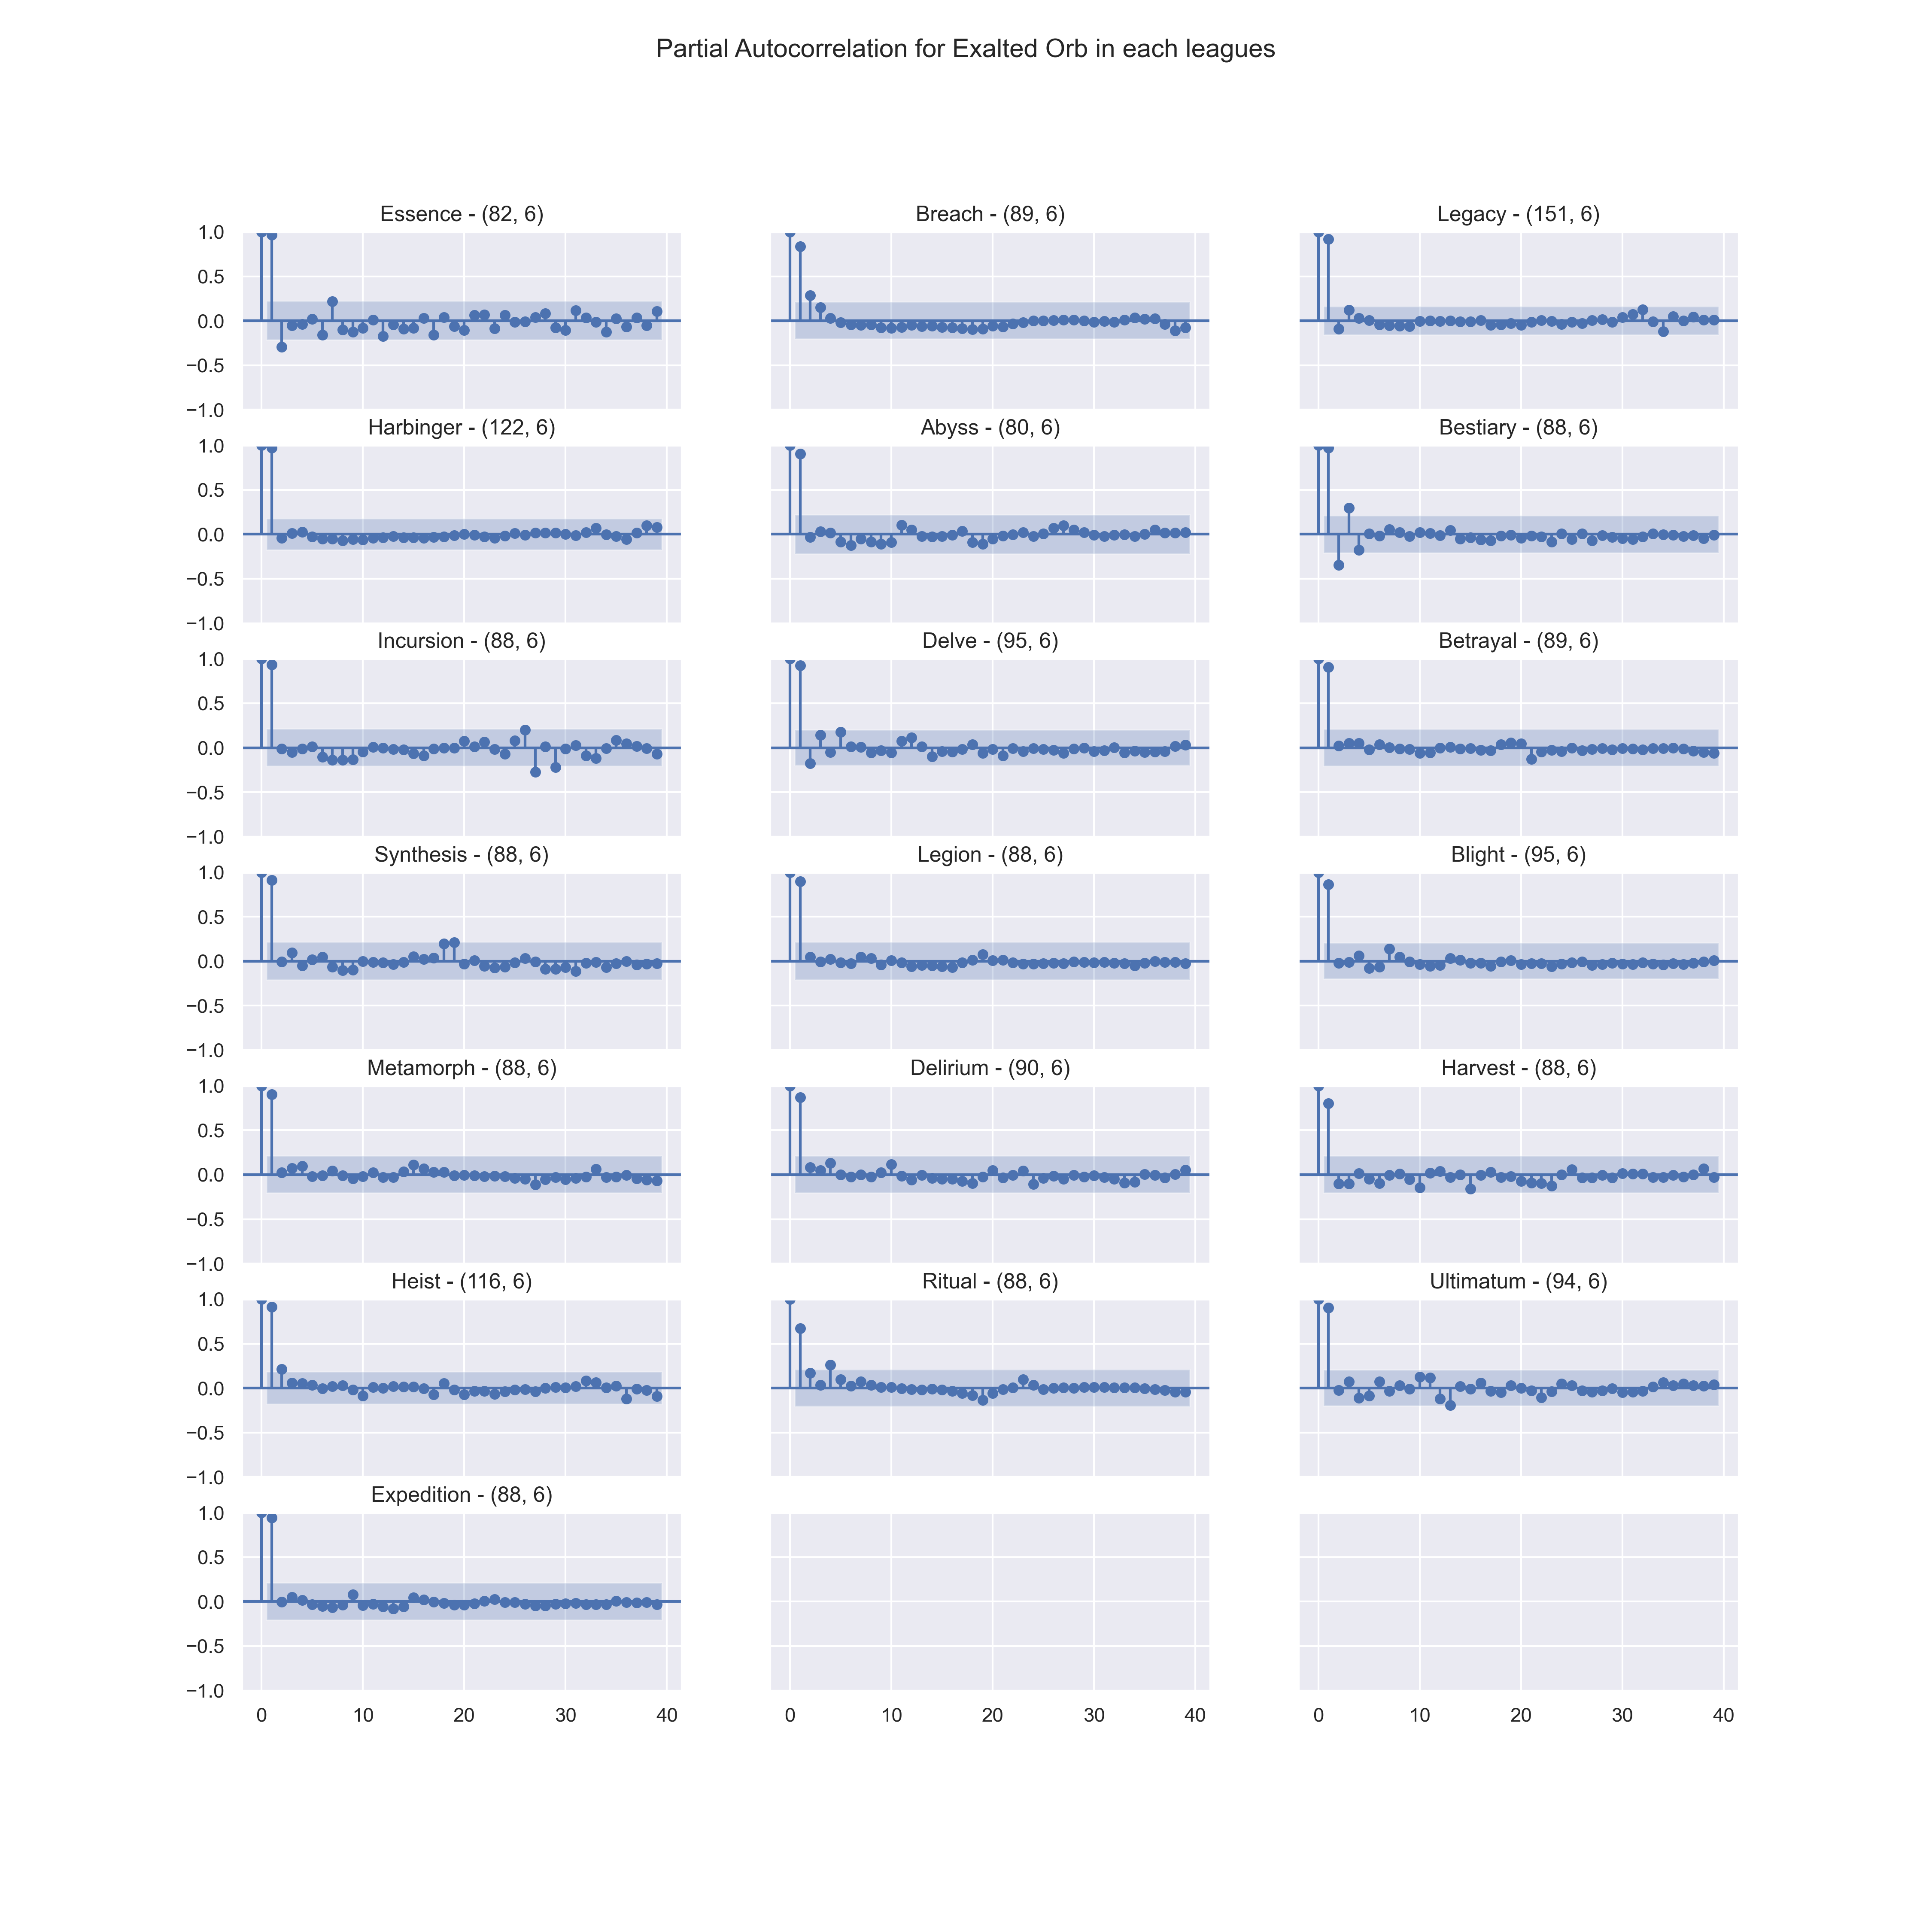 Partial Autocorrelation for Exalted Orb in each leagues
Essence - (82, 6)
Breach - (89, 6)
Legacy - (151, 6)
1.0
0.5
0.0
−0.5
−1.0
Harbinger - (122, 6)
Abyss - (80, 6)
Bestiary - (88, 6)
1.0
0.5
0.0
−0.5
−1.0
Incursion - (88, 6)
Delve - (95, 6)
Betrayal - (89, 6)
1.0
0.5
0.0
−0.5
−1.0
Synthesis - (88, 6)
Legion - (88, 6)
Blight - (95, 6)
1.0
0.5
0.0
−0.5
−1.0
Metamorph - (88, 6)
Delirium - (90, 6)
Harvest - (88, 6)
1.0
0.5
0.0
−0.5
−1.0
Heist - (116, 6)
Ritual - (88, 6)
Ultimatum - (94, 6)
1.0
0.5
0.0
−0.5
−1.0
Expedition - (88, 6)
1.0
0.5
0.0
−0.5
−1.0
0 10 20 30 40
0 10 20 30 40
0 10 20 30 40